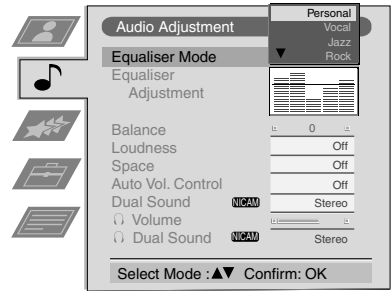 Audio Adjustment
Personal
Vocal
Jazz
Rock
Equaliser Mode
Equaliser
Adjustment
Balance 0
Loudness Off
Space Off
Auto Vol. Control Off
Dual Sound NICAM Stereo
Volume
Dual Sound NICAM Stereo
Select Mode :▲▼ Confirm: OK